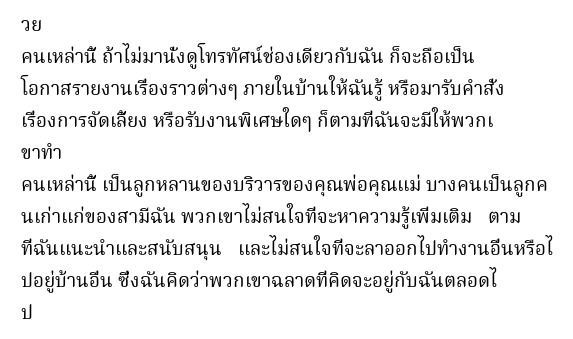 วย
คนเหล่านี้ ถ้าไม่มานั่งดูโทรทัศน์ช่องเดียวกับฉัน ก็จะถือเป็น
โอกาสรายงานเรื่องราวต่างๆ ภายในบ้านให้ฉันรู้ หรือมารับคำสั่ง
เรื่องการจัดเลี้ยง หรือรับงานพิเศษใดๆ ก็ตามที่ฉันจะมีให้พวกเ
ขาทำ
คนเหล่านี้ เป็นลูกหลานของบริวารของคุณพ่อคุณแม่ บางคนเป็นลูกค
นเก่าแก่ของสามีฉัน พวกเขาไม่สนใจที่จะหาความรู้เพิ่มเติม ตาม
ที่ฉันแนะนำและสนับสนุน และไม่สนใจที่จะลาออกไปทำงานอื่นหรือไ
ปอยู่บ้านอื่น ซึ่งฉันคิดว่าพวกเขาฉลาดที่คิดจะอยู่กับฉันตลอดไ
ป